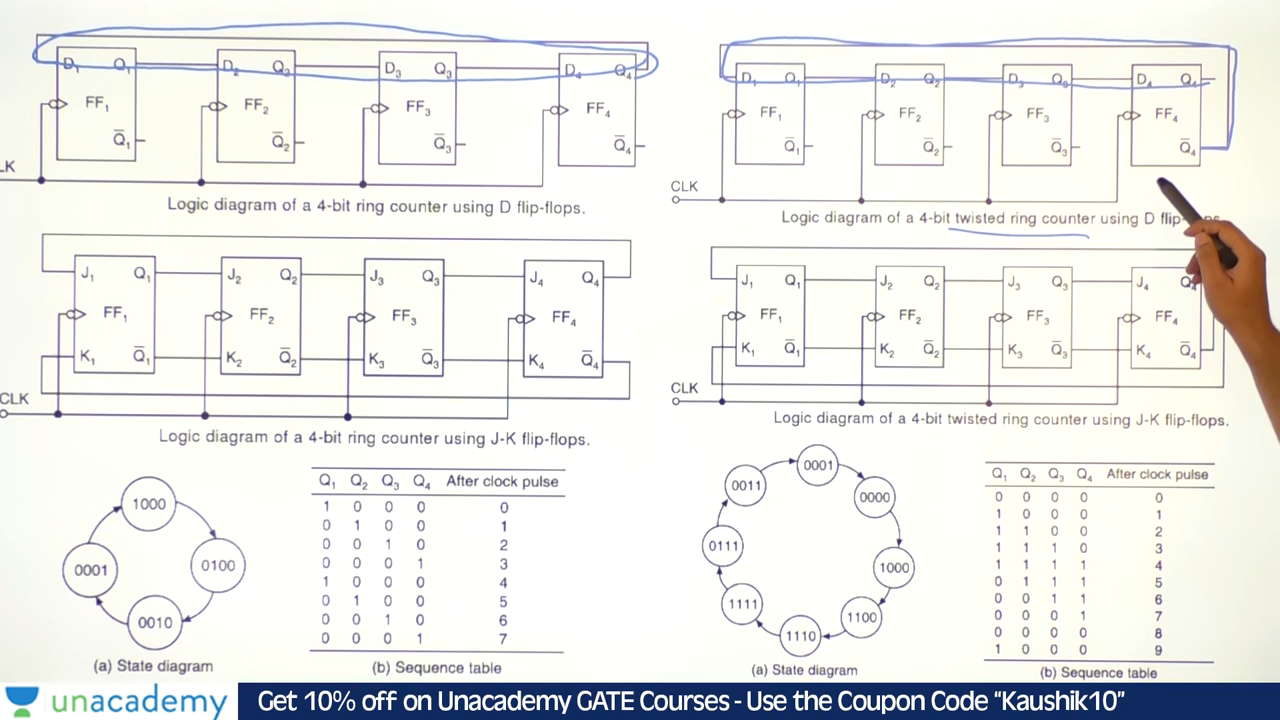 D₁ Q₁ D₂ Q₂ D₃ Q₃ D₄ Q₄
FF₁ FF₂ FF₃ FF₄
Q̅₁ Q̅₂ Q̅₃ Q̅₄
LK
Logic diagram of a 4-bit ring counter using D flip-flops.
J₁ Q₁ J₂ Q₂ J₃ Q₃ J₄ Q₄
FF₁ FF₂ FF₃ FF₄
K₁ Q̅₁ K₂ Q̅₂ K₃ Q̅₃ K₄ Q̅₄
CLK
Logic diagram of a 4-bit ring counter using J-K flip-flops.
1000
0100
0010
0001
(a) State diagram
Q₁ Q₂ Q₃ Q₄ After clock pulse
1 0 0 0 0
0 1 0 0 1
0 0 1 0 2
0 0 0 1 3
1 0 0 0 4
0 1 0 0 5
0 0 1 0 6
0 0 0 1 7
(b) Sequence table
D₁ Q₁ D₂ Q₂ D₃ Q₃ D₄ Q₄
FF₁ FF₂ FF₃ FF₄
Q̅₁ Q̅₂ Q̅₃ Q̅₄
CLK
Logic diagram of a 4-bit twisted ring counter using D flip-
J₁ Q₁ J₂ Q₂ J₃ Q₃ J₄
FF₁ FF₂ FF₃ FF₄
K₁ Q̅₁ K₂ Q̅₂ K₃ Q̅₃ K₄ Q̅₄
CLK
Logic diagram of a 4-bit twisted ring counter using J-K flip-flops.
0001
0000
1000
1100
1110
1111
0111
0011
(a) State diagram
Q₁ Q₂ Q₃ Q₄ After clock pulse
0 0 0 0 0
1 0 0 0 1
1 1 0 0 2
1 1 1 0 3
1 1 1 1 4
0 1 1 1 5
0 0 1 1 6
0 0 0 1 7
0 0 0 0 8
1 0 0 0 9
(b) Sequence table
unacademy
Get 10% off on Unacademy GATE Courses - Use the Coupon Code “Kaushik10”